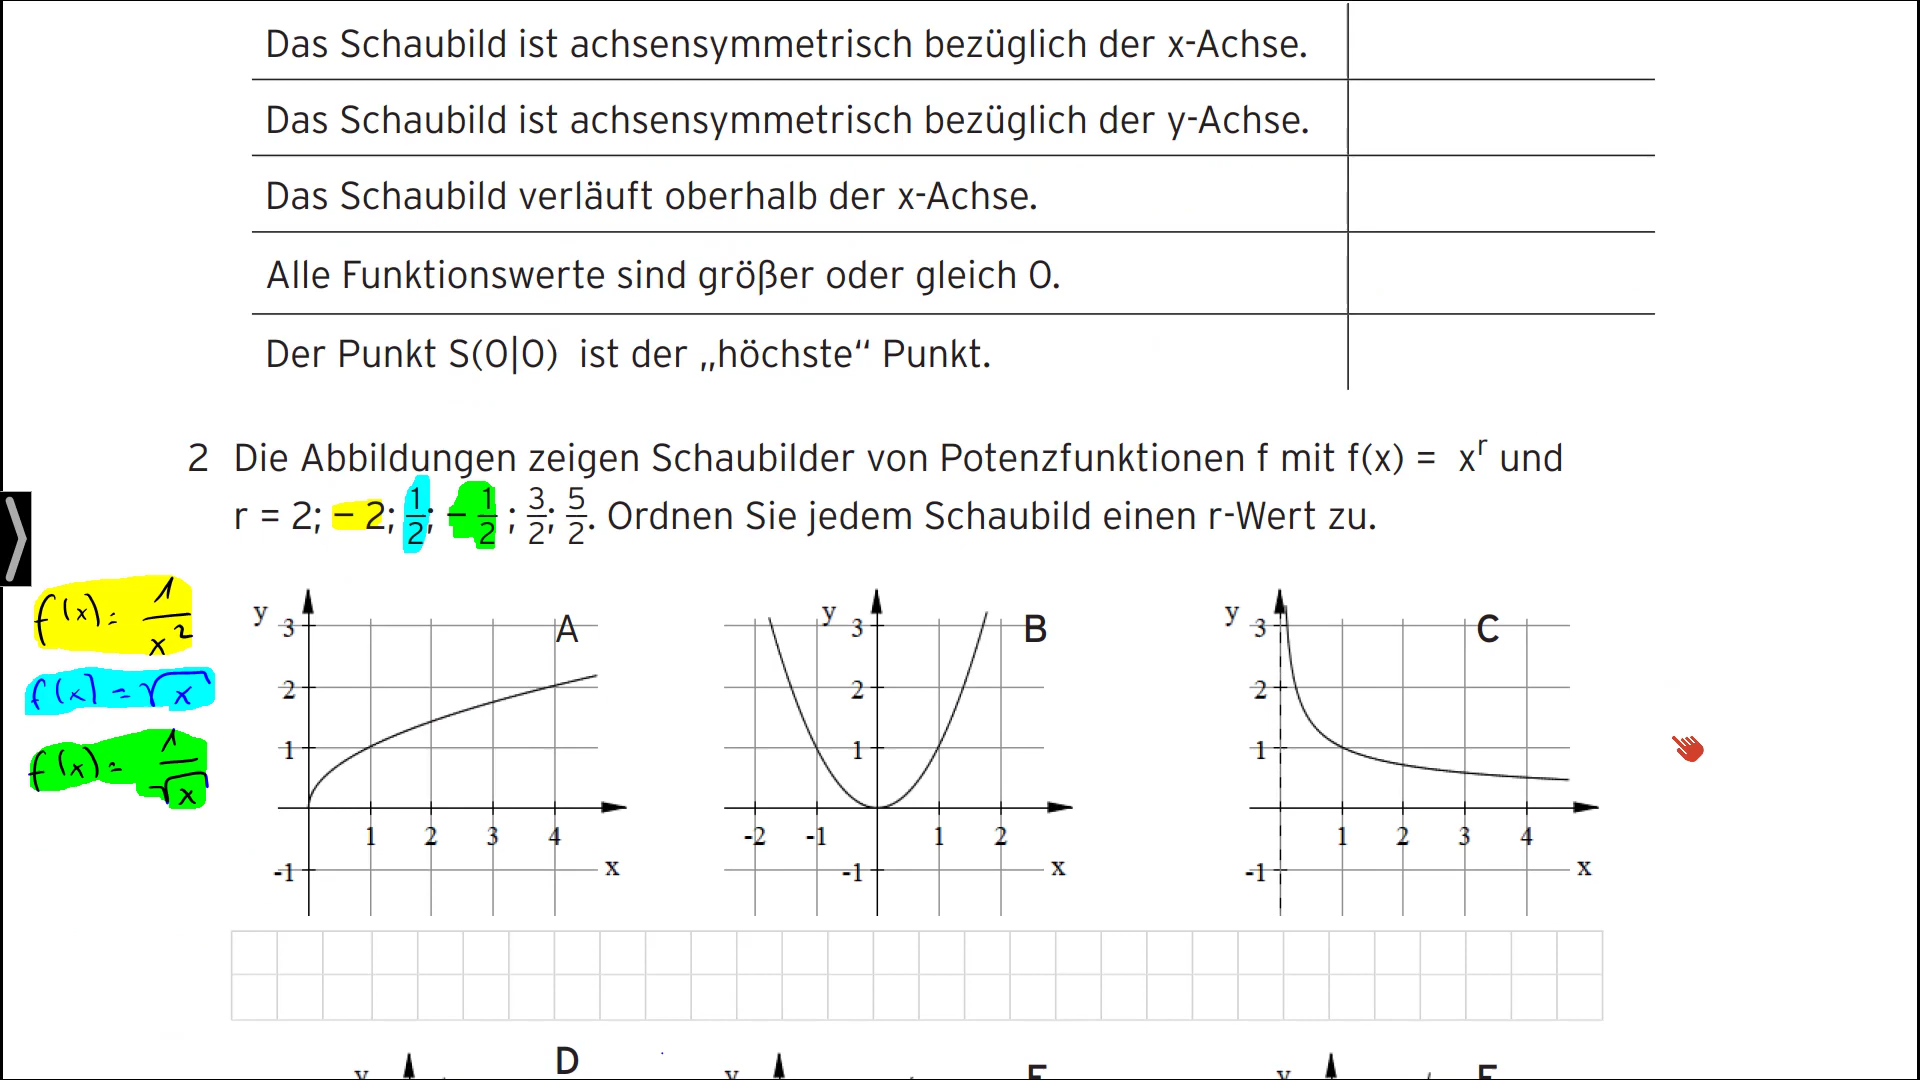 Das Schaubild ist achsensymmetrisch bezüglich der x-Achse.
Das Schaubild ist achsensymmetrisch bezüglich der y-Achse.
Das Schaubild verläuft oberhalb der x-Achse.
Alle Funktionswerte sind größer oder gleich 0.
Der Punkt S(0|0) ist der „höchste“ Punkt.
2 Die Abbildungen zeigen Schaubilder von Potenzfunktionen f mit f(x) = x^r und
r = 2; − 2; 1/2; − 1/2 ; 3/2; 5/2. Ordnen Sie jedem Schaubild einen r-Wert zu.
f(x) = 1/x²
f(x) = √x
f(x) = 1/√x
y 3 2 1 -1 1 2 3 4 x A
y 3 2 1 -1 -2 -1 1 2 x B
y 3 2 1 -1 1 2 3 4 x C
y D
y E
y F